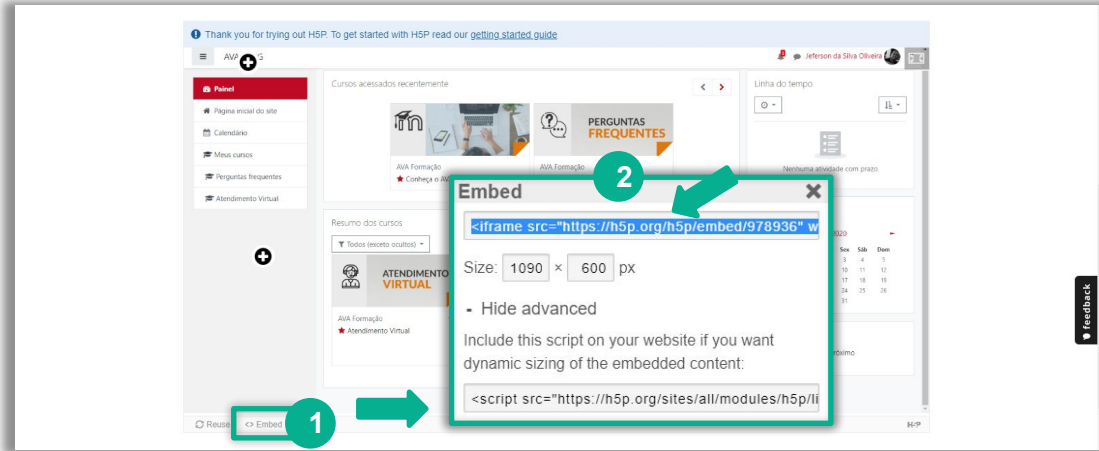 Thank you for trying out H5P. To get started with H5P read our getting started guide
AVA
G
Jeferson da Silva Oliveira
Painel
Página inicial do site
Calendário
Meus cursos
Perguntas frequentes
Atendimento Virtual
Cursos acessados recentemente
PERGUNTAS
FREQUENTES
AVA Formação
Conheça o AV
AVA Formação
Linha do tempo
Nenhuma atividade com prazo
Resumo dos cursos
Todos (exceto ocultos)
ATENDIMENTO
VIRTUAL
AVA Formação
Atendimento Virtual
2020
Sex Sáb Dom
3 4 5
10 11 12
17 18 19
24 25 26
31
róximo
2
Embed
<iframe src="https://h5p.org/h5p/embed/978936" w
Size: 1090 × 600 px
- Hide advanced
Include this script on your website if you want
dynamic sizing of the embedded content:
<script src="https://h5p.org/sites/all/modules/h5p/li
1
Reuse
<> Embed
H5P
feedback